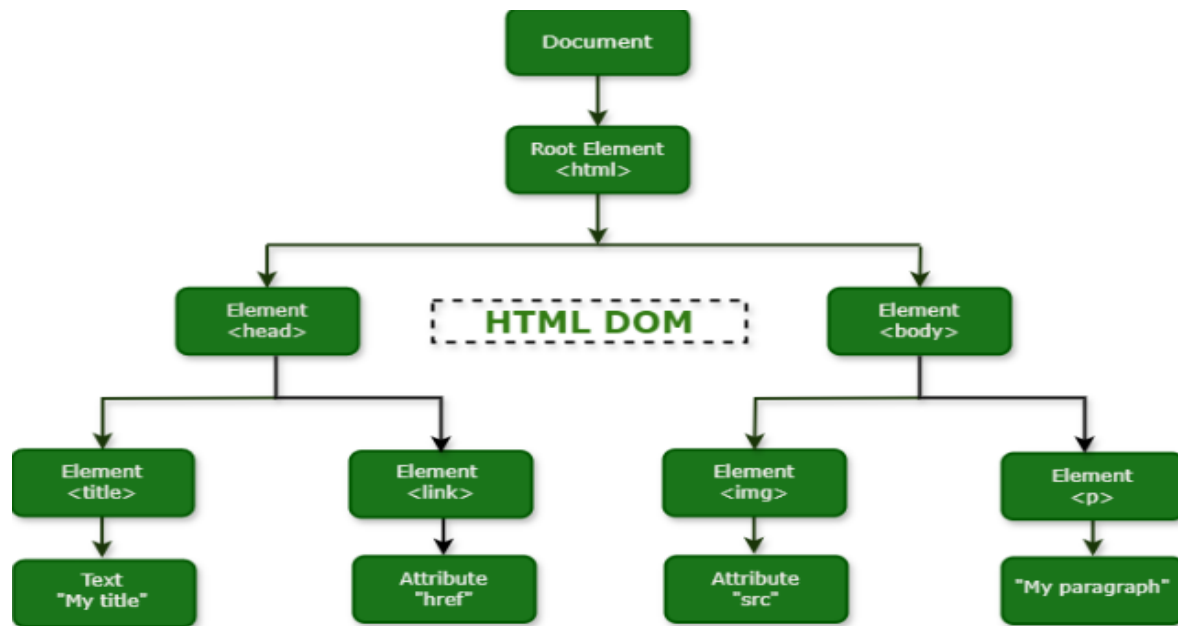 Document
Root Element
<html>
Element
<head>
HTML DOM
Element
<body>
Element
<title>
Element
<link>
Element
<img>
Element
<p>
Text
"My title"
Attribute
"href"
Attribute
"src"
"My paragraph"